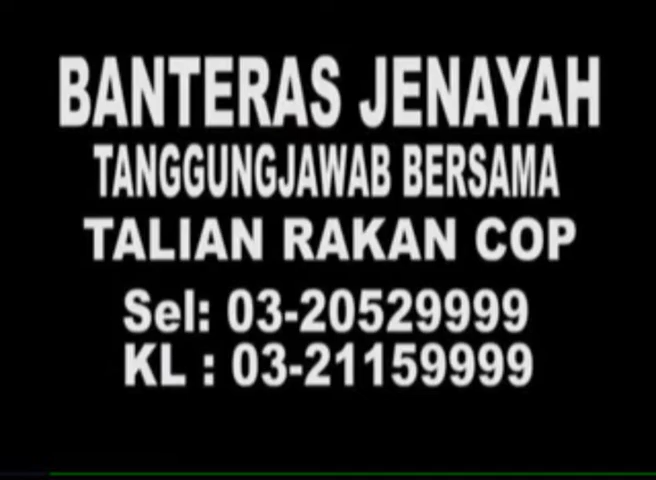 BANTERAS JENAYAH
TANGGUNGJAWAB BERSAMA
TALIAN RAKAN COP
Sel: 03-20529999
KL : 03-21159999